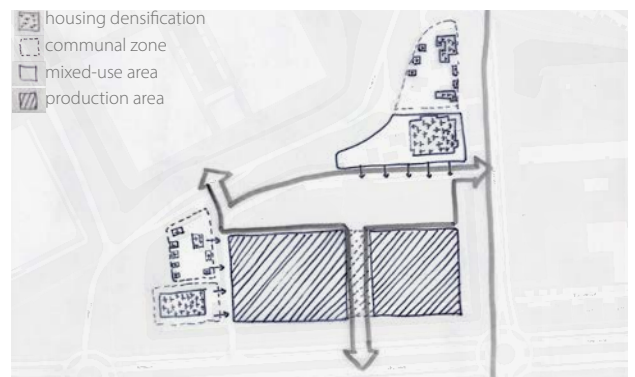 housing densification
communal zone
mixed-use area
production area